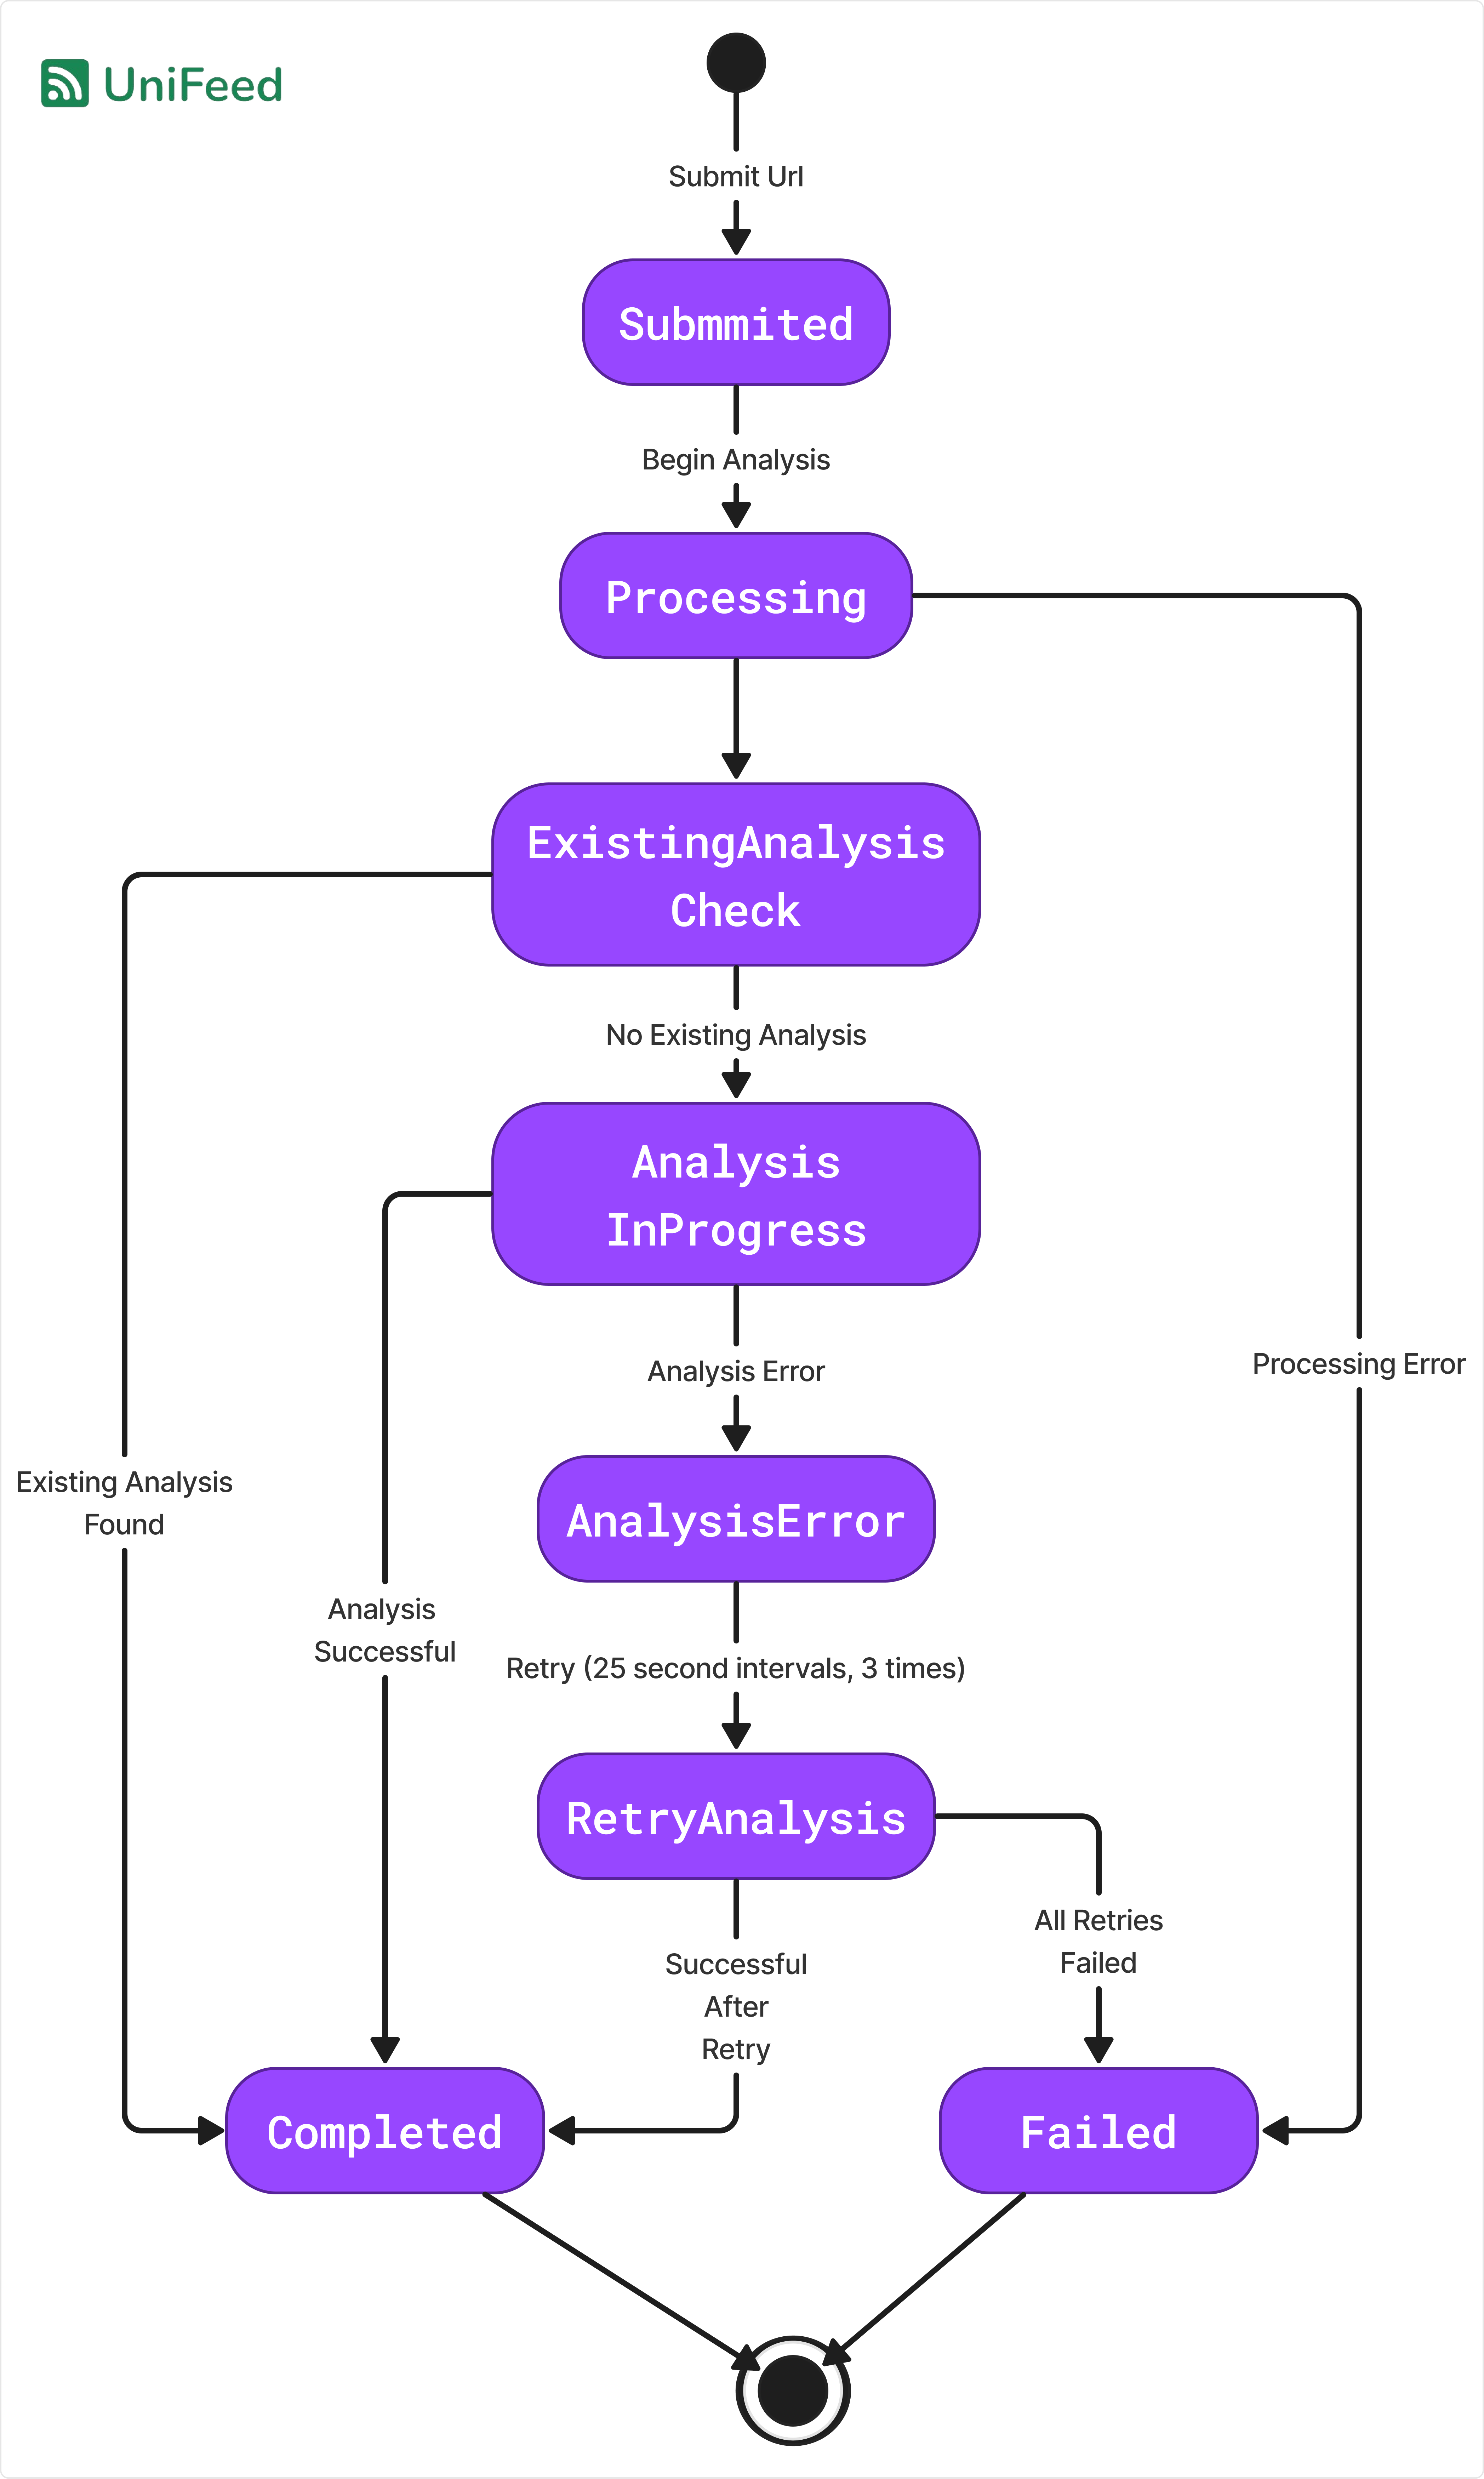 UniFeed
Submit Url
Submmited
Begin Analysis
Processing
ExistingAnalysis
Check
No Existing Analysis
Analysis
InProgress
Analysis Error
Processing Error
Existing Analysis
Found
AnalysisError
Analysis
Successful
Retry (25 second intervals, 3 times)
RetryAnalysis
All Retries
Failed
Successful
After
Retry
Completed
Failed